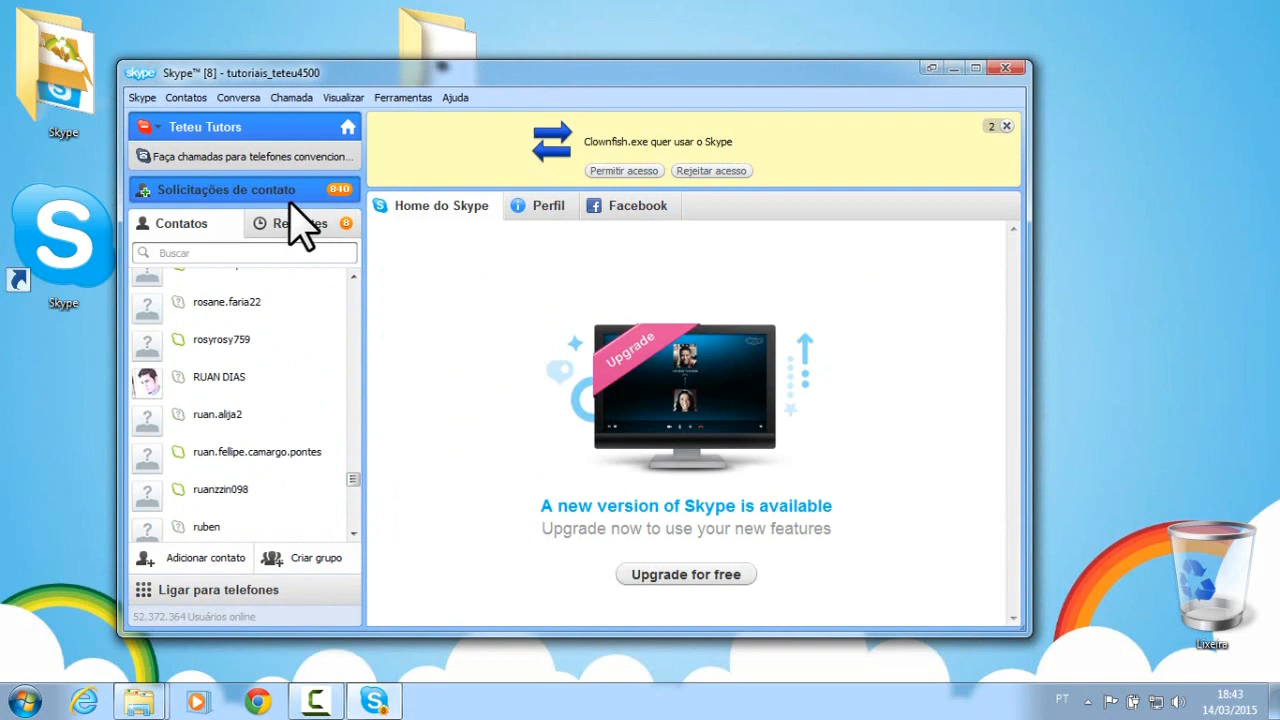 Skype
skype Skype™ [8] - tutoriais_teteu4500
Skype Contatos Conversa Chamada Visualizar Ferramentas Ajuda
Teteu Tutors
Faça chamadas para telefones convencion...
Solicitações de contato 840
Contatos
8
Buscar
rosane.faria22
rosyrosy759
RUAN DIAS
ruan.alija2
ruan.fellipe.camargo.pontes
ruanzzin098
ruben
Adicionar contato Criar grupo
Ligar para telefones
52.372.364 Usuários online
Clownfish.exe quer usar o Skype
2
Permitir acesso Rejeitar acesso
Home do Skype Perfil Facebook
Upgrade
A new version of Skype is available
Upgrade now to use your new features
Upgrade for free
Skype
Lixeira
PT
18:43
14/03/2015